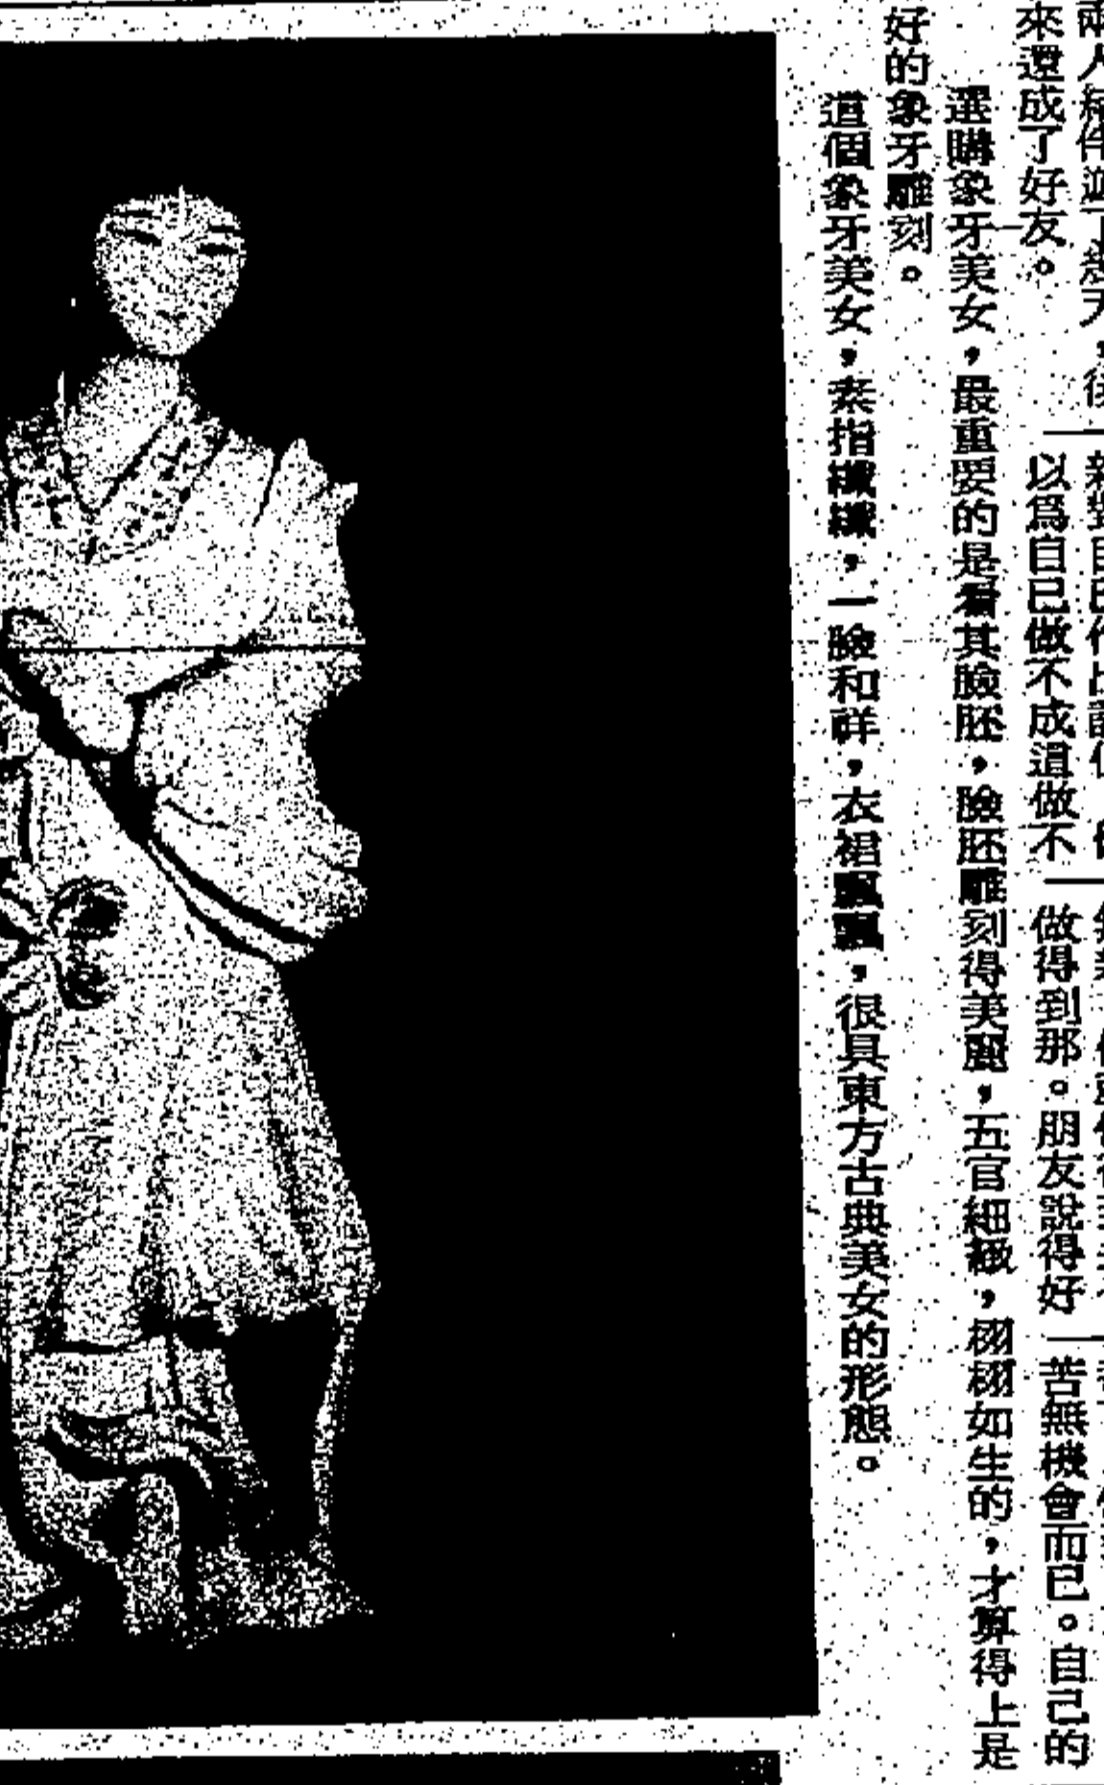 來還成了好友。
以爲自己做不成這做不
做得到那。朋友說得好
苦無機會而已。自己的
選購象牙美女，最重要的是看其臉胚，臉胚雕刻得美麗，五官細緻，栩栩如生的，才算得上是
好的象牙雕刻。
這個象牙美女，素指纖纖，一臉和祥，衣裙飄飄，很具東方古典美女的形態。